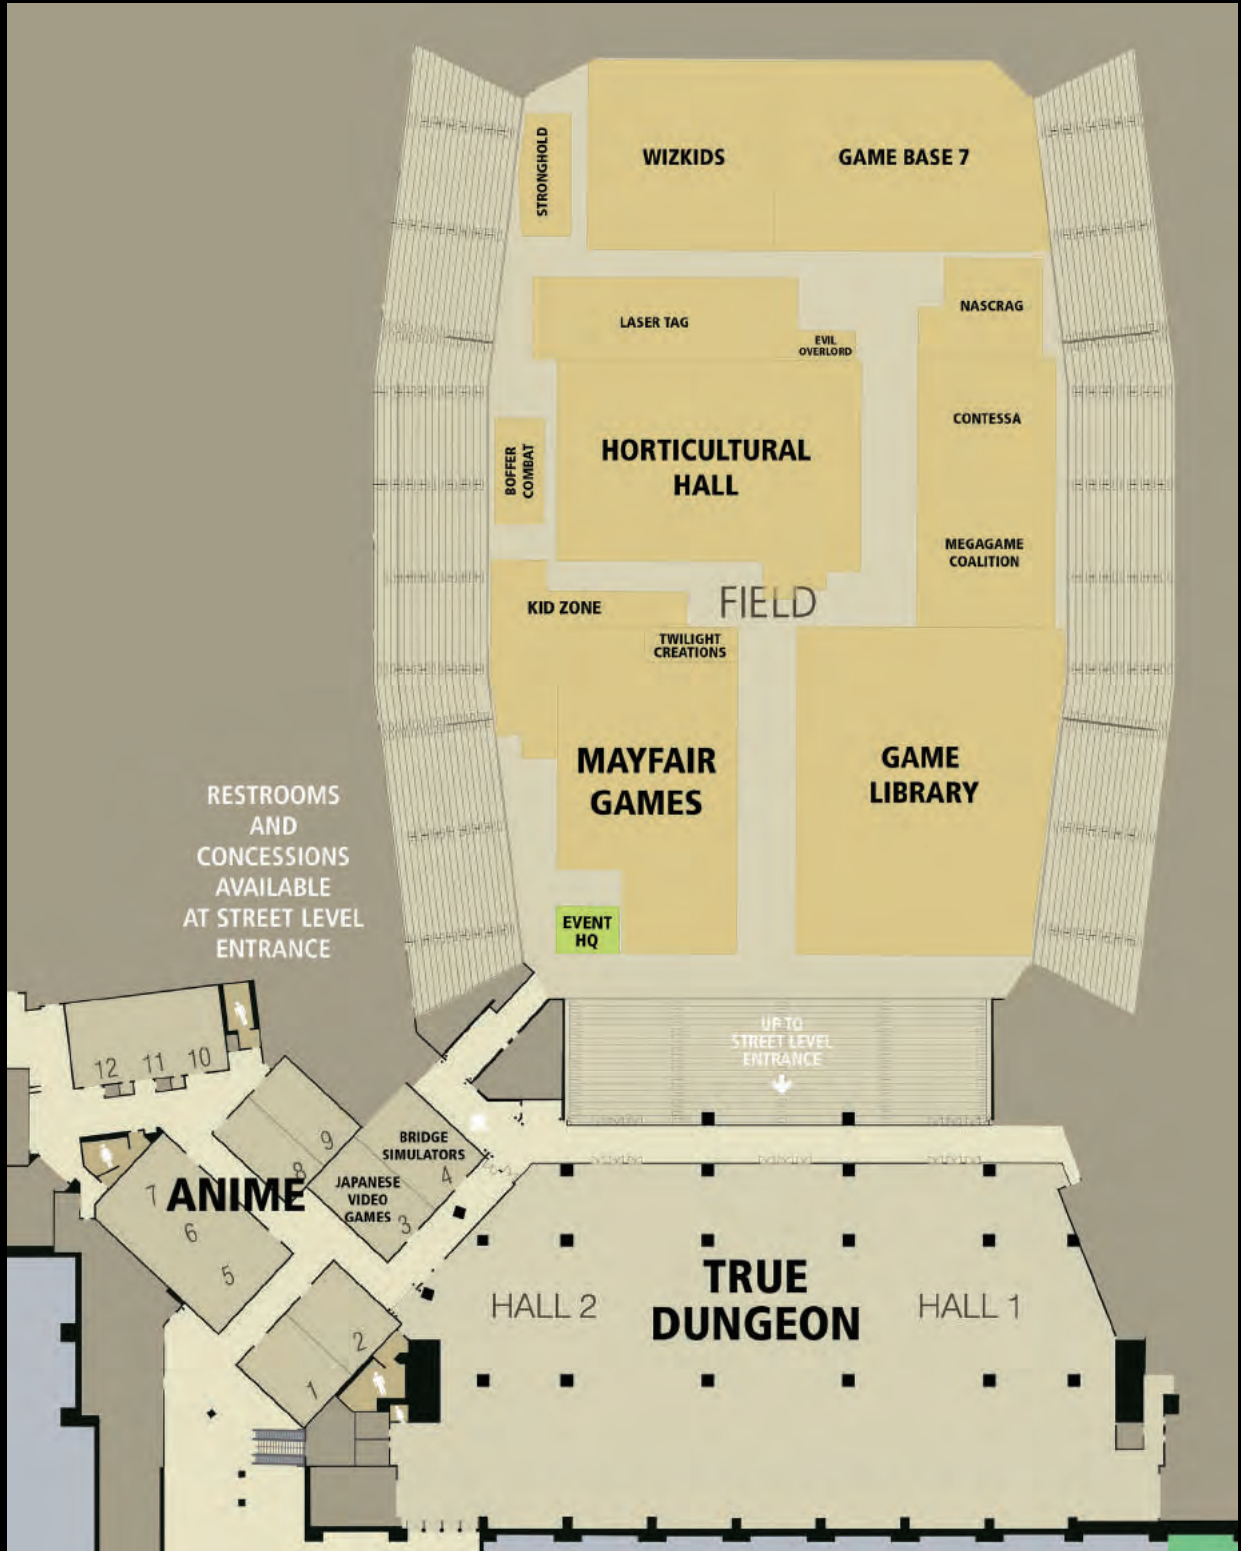 STRONGHOLD
WIZKIDS
GAME BASE 7
LASER TAG
EVIL
OVERLORD
NASCRAG
CONTESSA
BOFFER
COMBAT
HORTICULTURAL
HALL
MEGAGAME
COALITION
KID ZONE
FIELD
TWILIGHT
CREATIONS
MAYFAIR
GAMES
GAME
LIBRARY
RESTROOMS
AND
CONCESSIONS
AVAILABLE
AT STREET LEVEL
ENTRANCE
EVENT
HQ
UP TO
STREET LEVEL
ENTRANCE
12
11
10
9
8
BRIDGE
SIMULATORS
4
JAPANESE
VIDEO
GAMES
3
7
ANIME
6
5
2
1
HALL 2
TRUE
DUNGEON
HALL 1